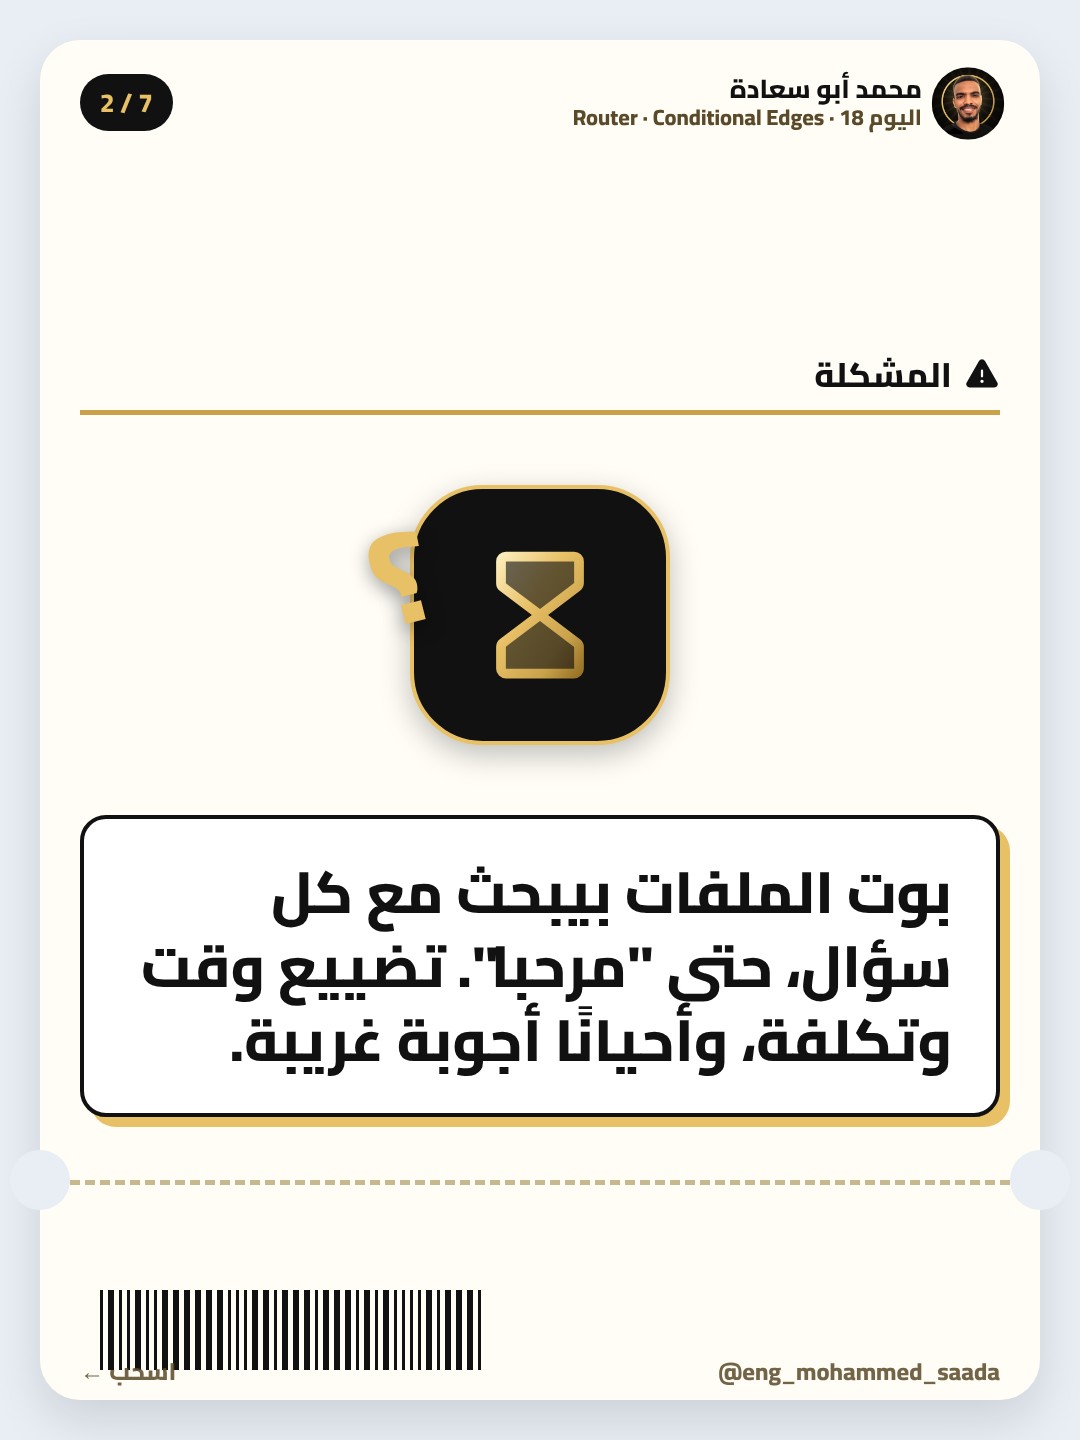 محمد أبو سعادة
اليوم 18 · Router · Conditional Edges
2 / 7
المشكلة
؟
بوت الملفات بيبحث مع كل
سؤال، حتى "مرحبا". تضييع وقت
وتكلفة، وأحيانًا أجوبة غريبة.
@eng_mohammed_saada
اسحب ←